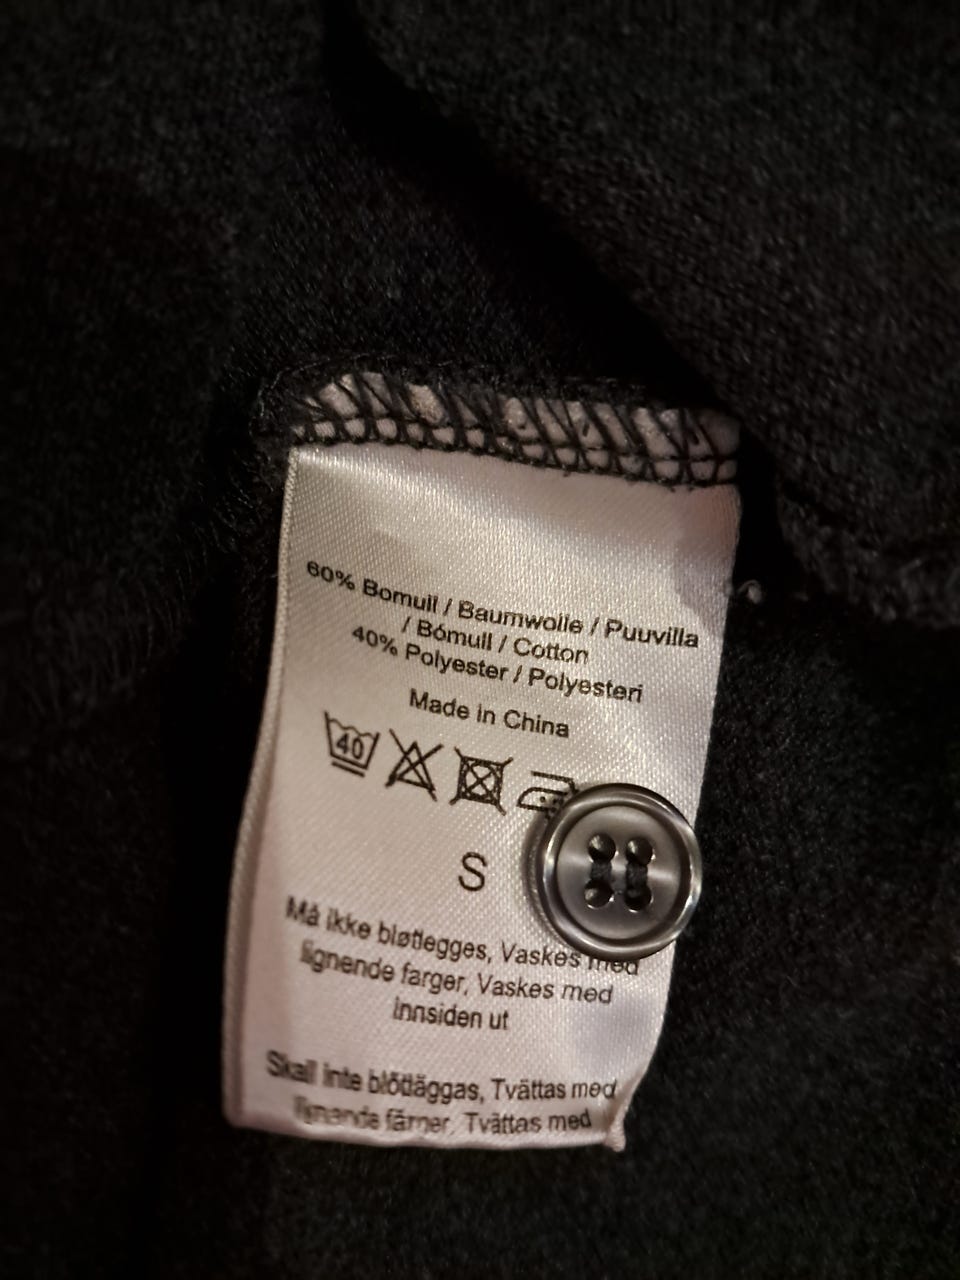 60% Bomull / Baumwolle / Puuvilla
/ Bómull / Cotton
40% Polyester / Polyesteri
Made in China
40
S
Må ikke bløtlegges, Vaskes med
lignende farger, Vaskes med
innsiden ut
Skall inte blötläggas, Tvättas med
liknande färger, Tvättas med